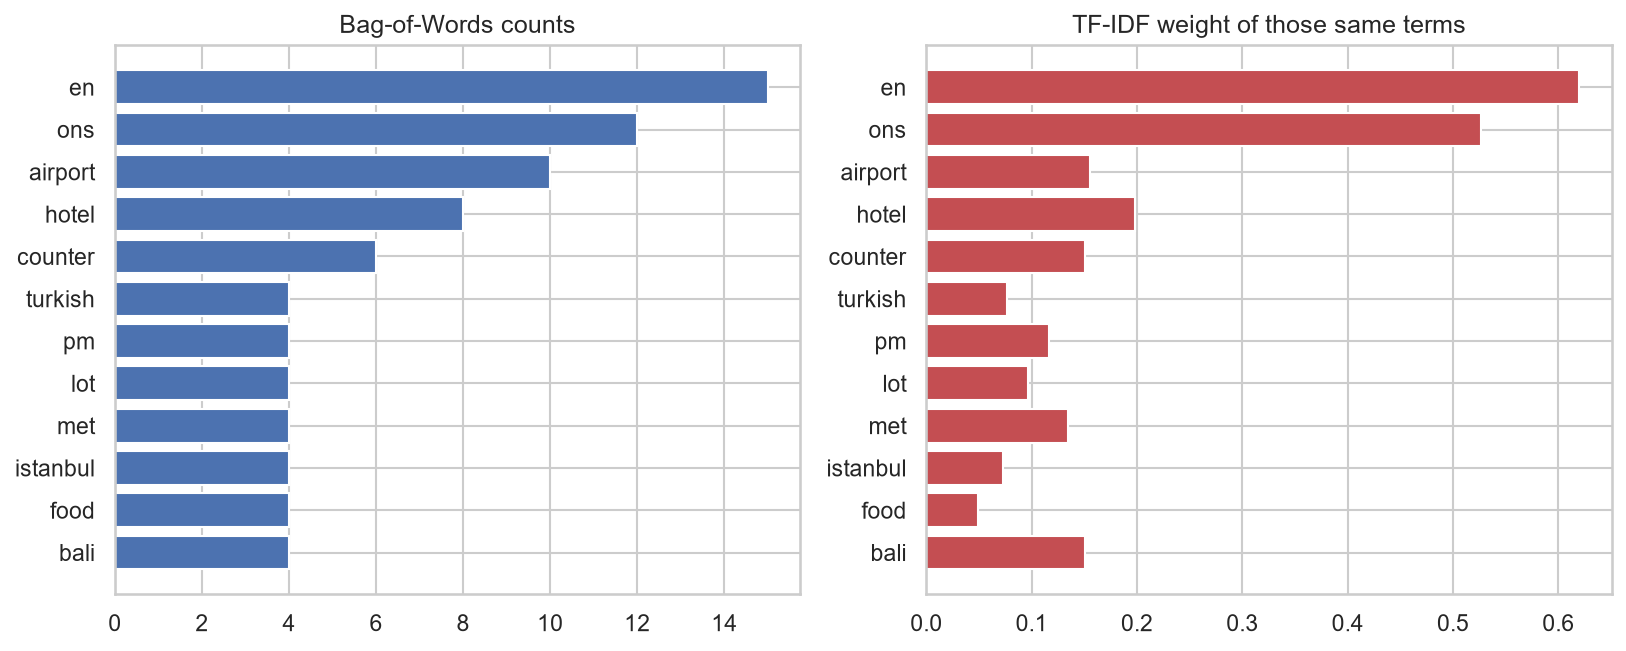 Bag-of-Words counts
en
ons
airport
hotel
counter
turkish
pm
lot
met
istanbul
food
bali
0 2 4 6 8 10 12 14
TF-IDF weight of those same terms
en
ons
airport
hotel
counter
turkish
pm
lot
met
istanbul
food
bali
0.0 0.1 0.2 0.3 0.4 0.5 0.6